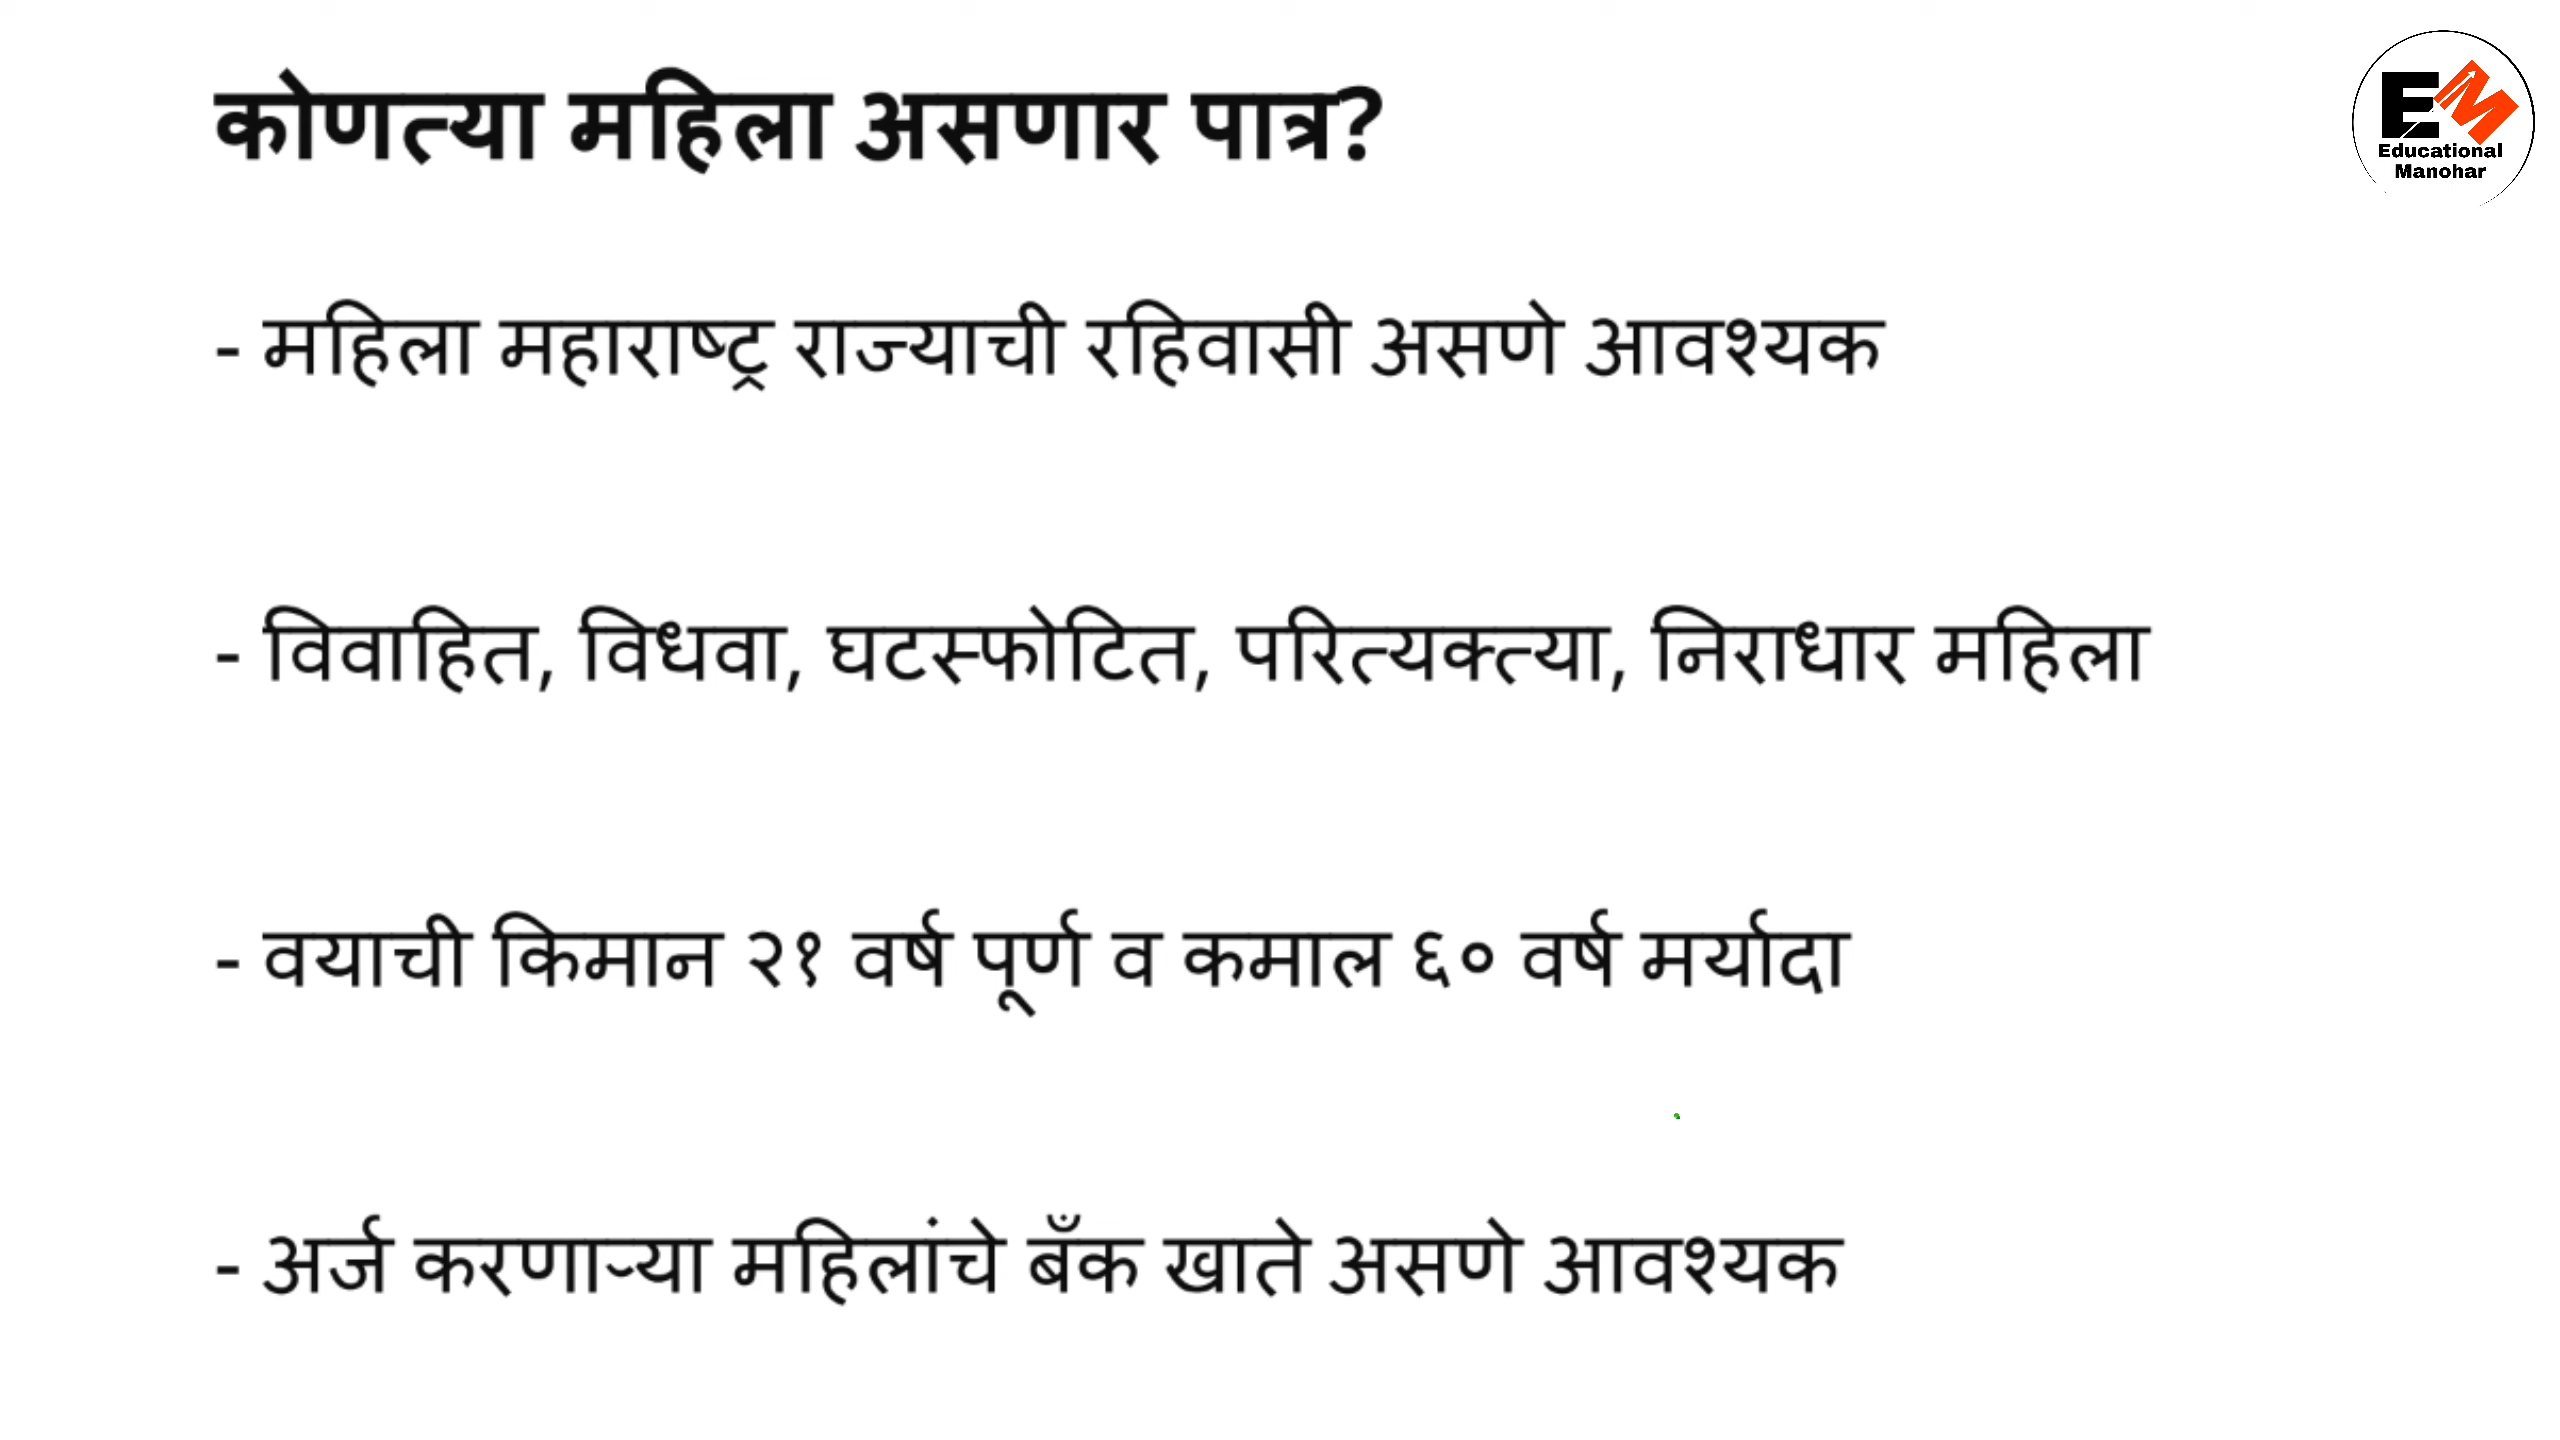 कोणत्या महिला असणार पात्र?
EM
Educational
Manohar
- महिला महाराष्ट्र राज्याची रहिवासी असणे आवश्यक
- विवाहित, विधवा, घटस्फोटित, परित्यक्त्या, निराधार महिला
- वयाची किमान २१ वर्ष पूर्ण व कमाल ६० वर्ष मर्यादा
- अर्ज करणाऱ्या महिलांचे बँक खाते असणे आवश्यक